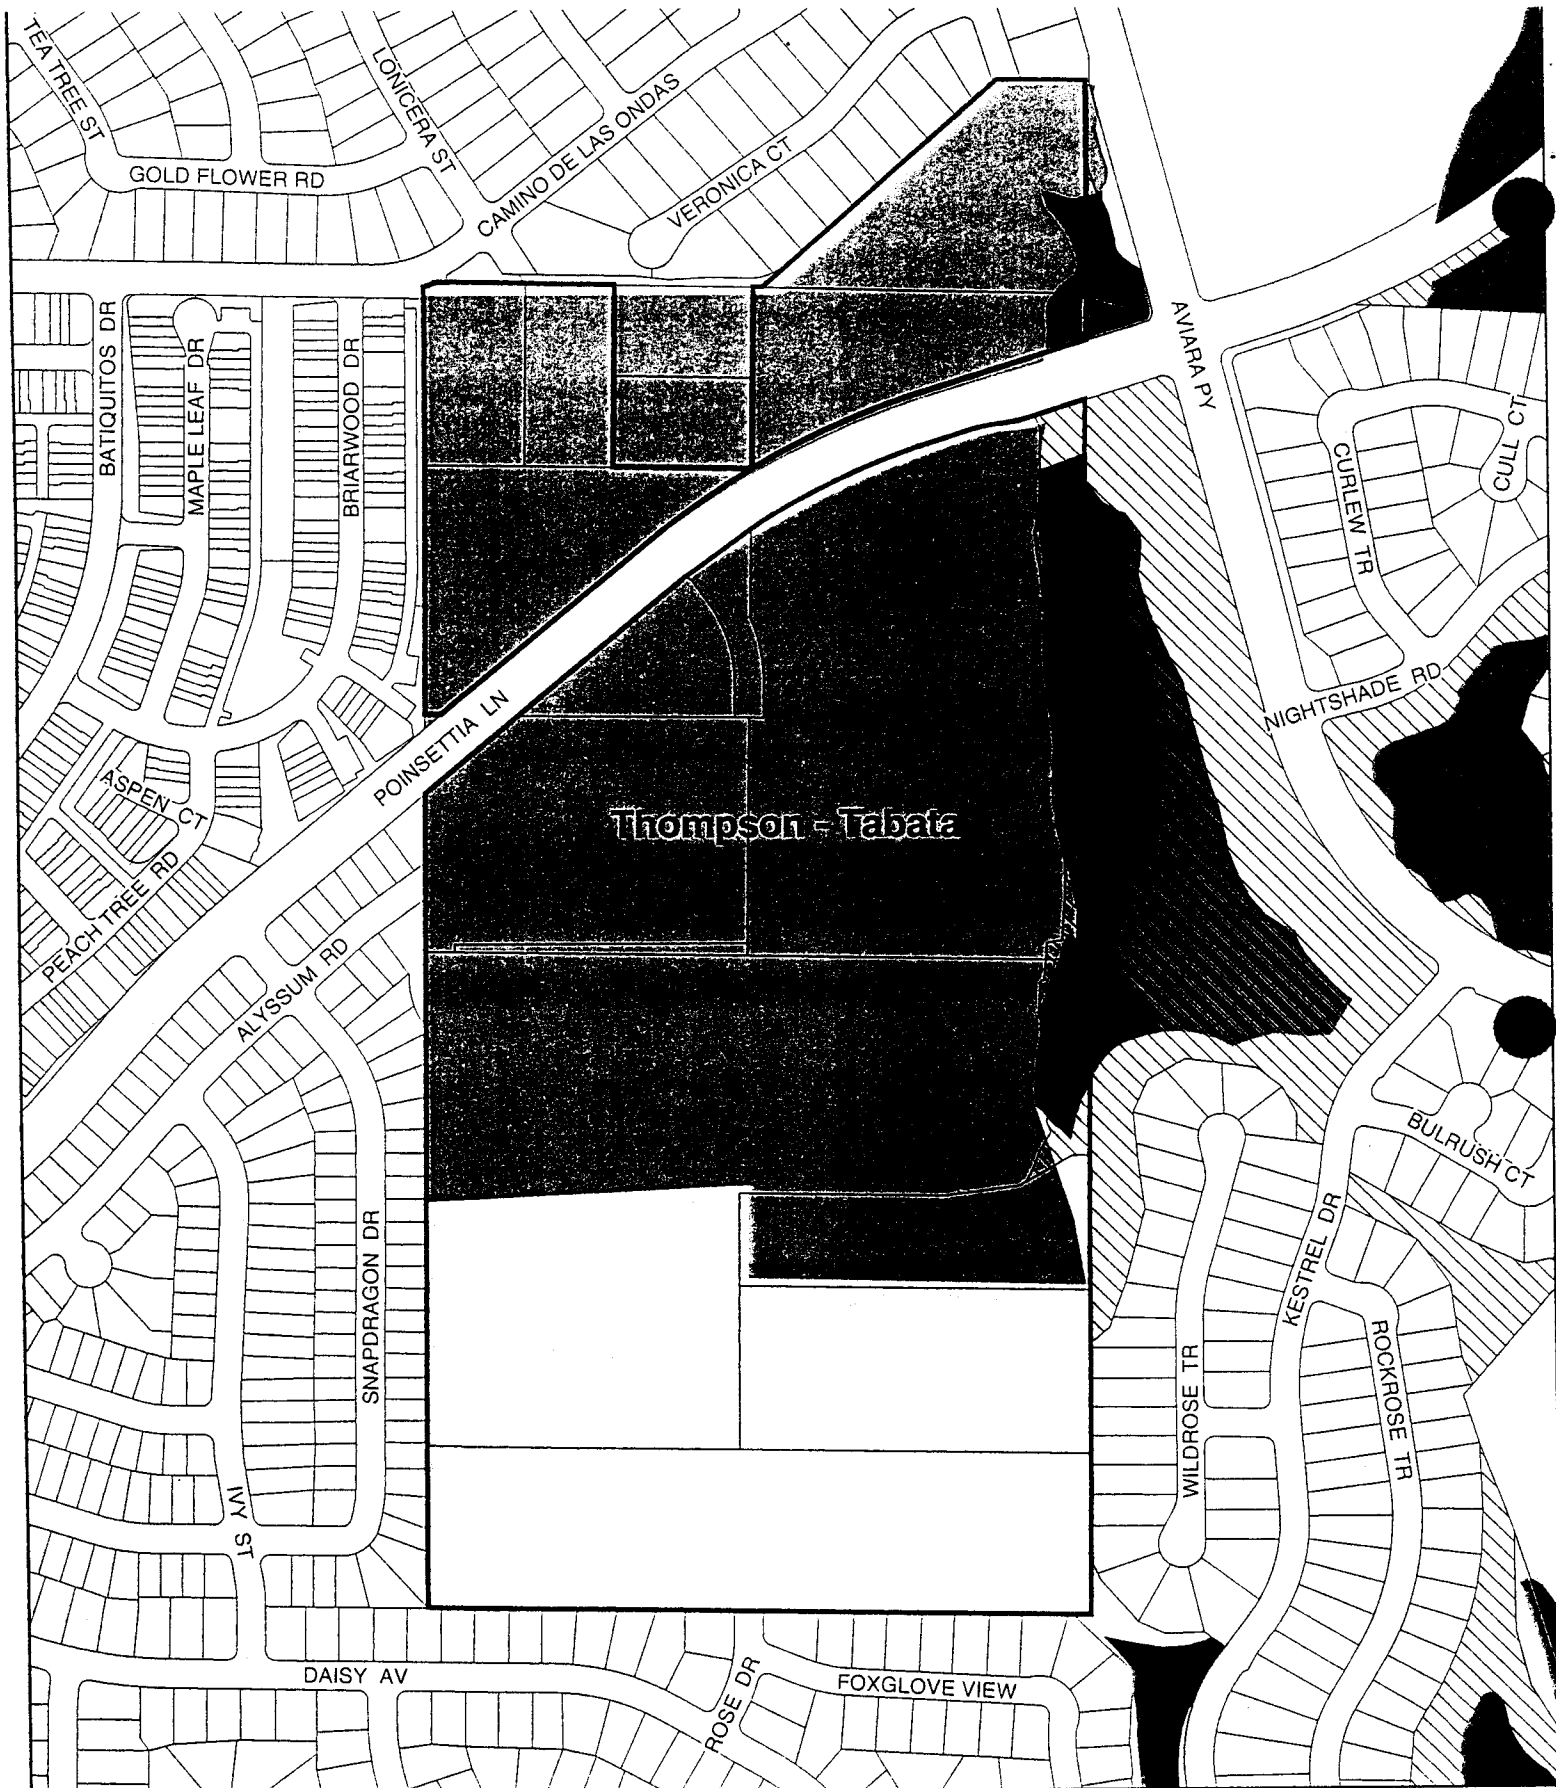 TEA TREE ST
LONICERA ST
GOLD FLOWER RD
CAMINO DE LAS ONDAS
VERONICA CT
BATIQUITOS DR
MAPLE LEAF DR
BRIARWOOD DR
AVIARA PY
CURLEW TR
CULL CT
NIGHTSHADE RD
POINSETTIA LN
ASPEN CT
Thompson - Tabata
PEACH TREE RD
ALYSSUM RD
BULRUSH CT
SNAPDRAGON DR
KESTREL DR
WILDROSE TR
ROCKROSE TR
IVY ST
DAISY AV
ROSE DR
FOXGLOVE VIEW